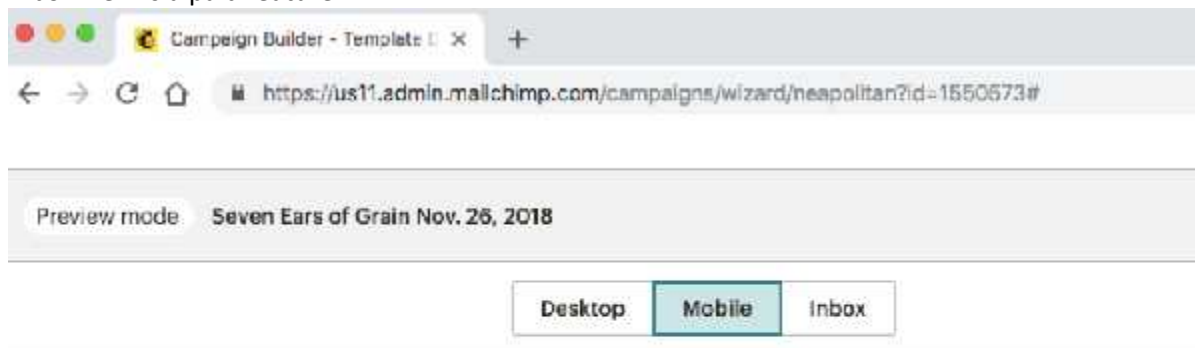 Campaign Builder - Template D
https://us11.admin.mailchimp.com/campaigns/wizard/neapolitan?id=1550573#
Preview mode Seven Ears of Grain Nov. 26, 2018
Desktop Mobile Inbox